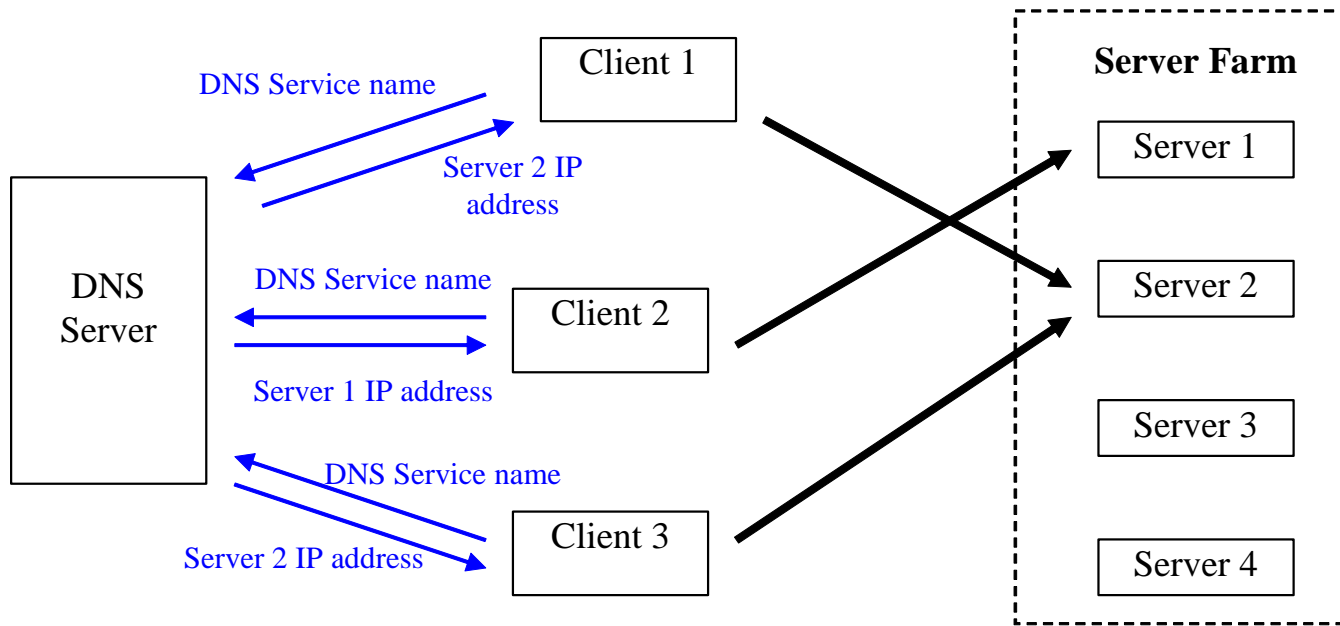 Client 1
Server Farm
DNS Service name
Server 1
Server 2 IP
address
DNS
Server
DNS Service name
Client 2
Server 2
Server 1 IP address
Server 3
DNS Service name
Client 3
Server 2 IP address
Server 4